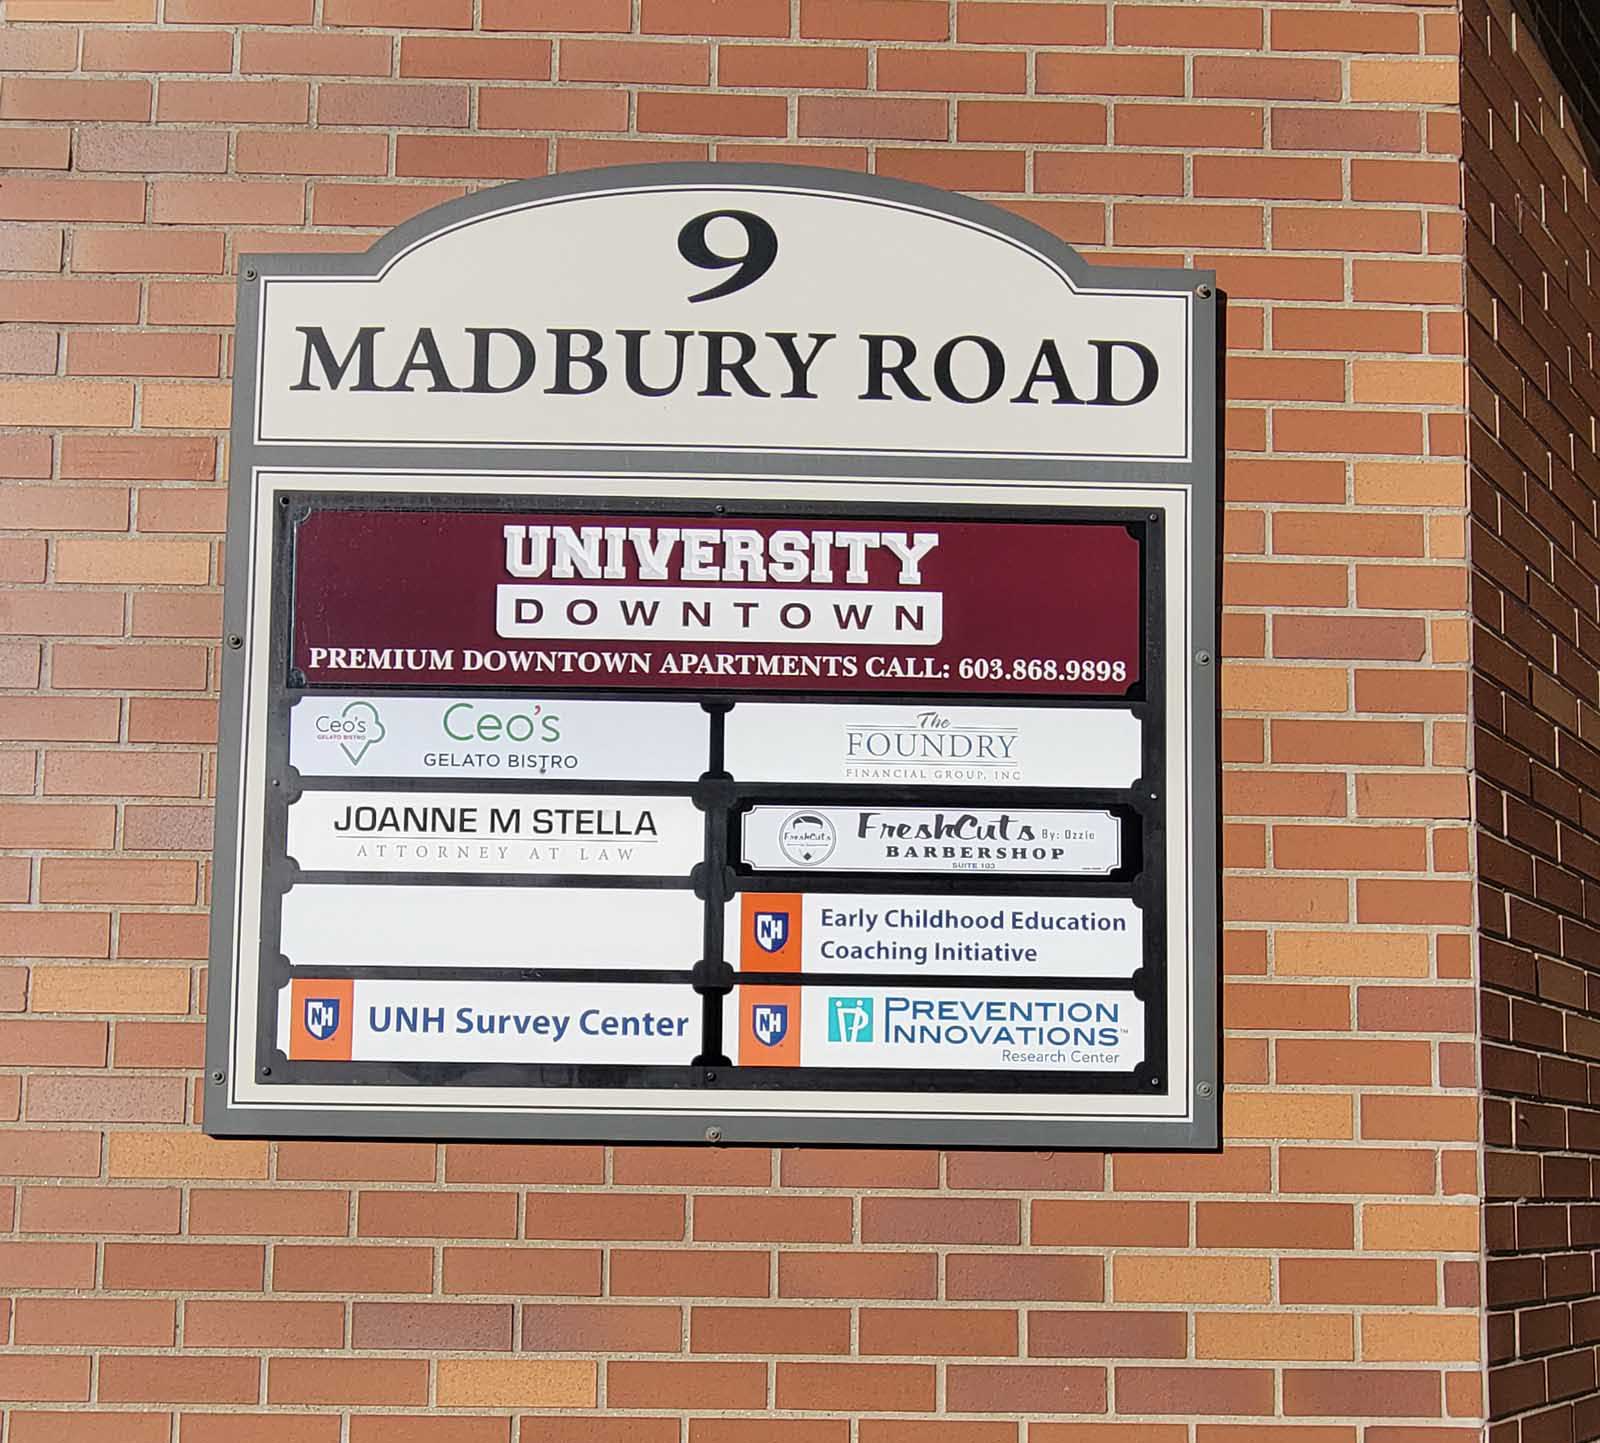 9
MADBURY ROAD
UNIVERSITY
DOWNTOWN
PREMIUM DOWNTOWN APARTMENTS CALL: 603.868.9898
Ceo's
GELATO BISTRO
Ceo's
GELATO BISTRO
The
FOUNDRY
FINANCIAL GROUP, INC
JOANNE M STELLA
ATTORNEY AT LAW
FreshCuts
FreshCuts By: Ozzie
BARBERSHOP
SUITE 103
NH
Early Childhood Education
Coaching Initiative
NH
UNH Survey Center
NH
PREVENTION
INNOVATIONS™
Research Center